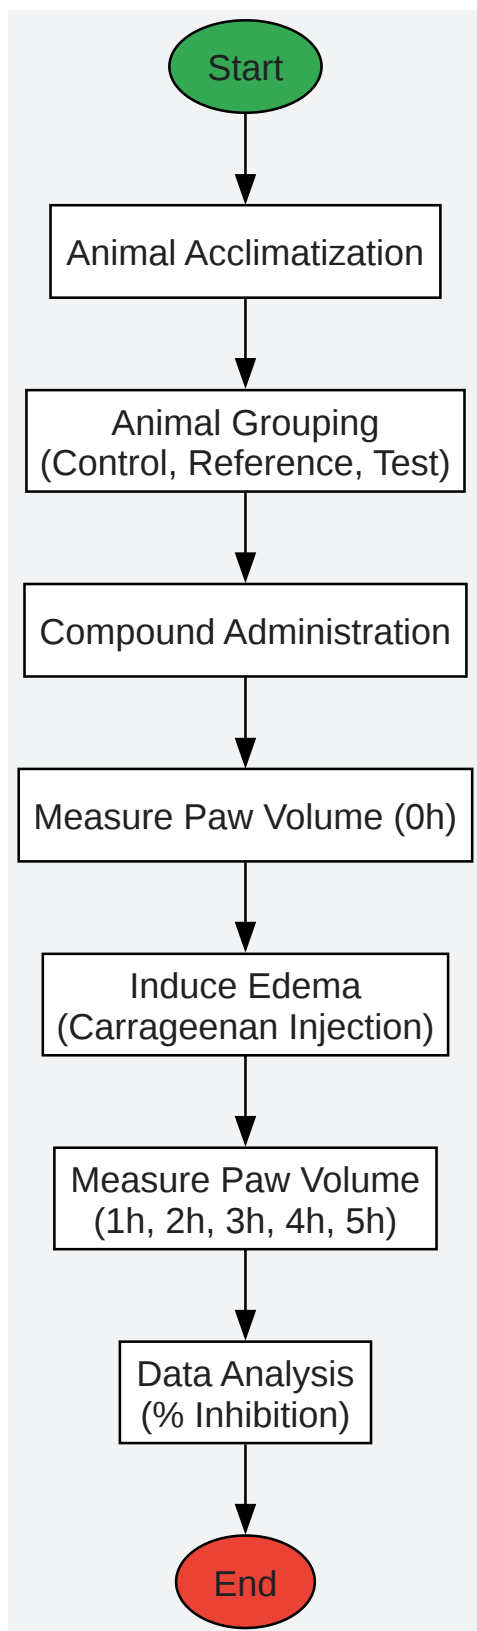 Start
Animal Acclimatization
Animal Grouping
(Control, Reference, Test)
Compound Administration
Measure Paw Volume (0h)
Induce Edema
(Carrageenan Injection)
Measure Paw Volume
(1h, 2h, 3h, 4h, 5h)
Data Analysis
(% Inhibition)
End